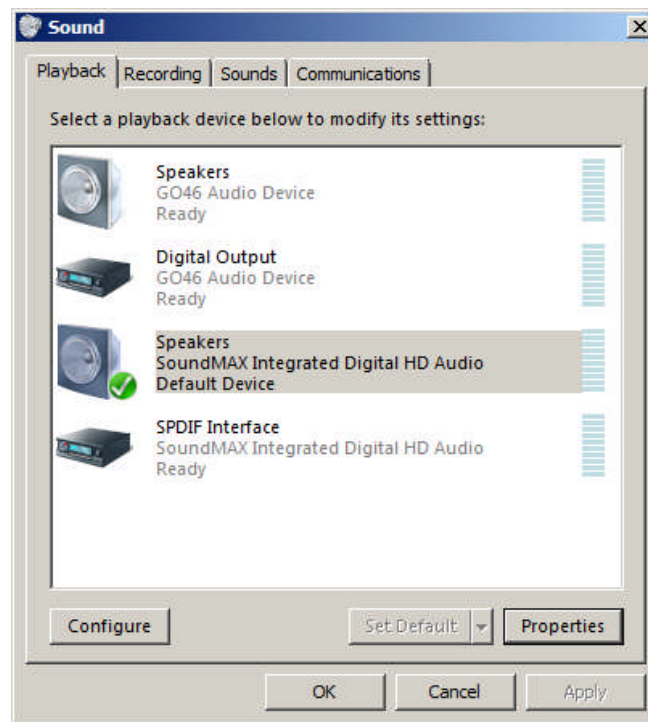 Sound
Playback Recording Sounds Communications
Select a playback device below to modify its settings:
Speakers
GO46 Audio Device
Ready
Digital Output
GO46 Audio Device
Ready
Speakers
SoundMAX Integrated Digital HD Audio
Default Device
SPDIF Interface
SoundMAX Integrated Digital HD Audio
Ready
Configure Set Default Properties
OK Cancel Apply